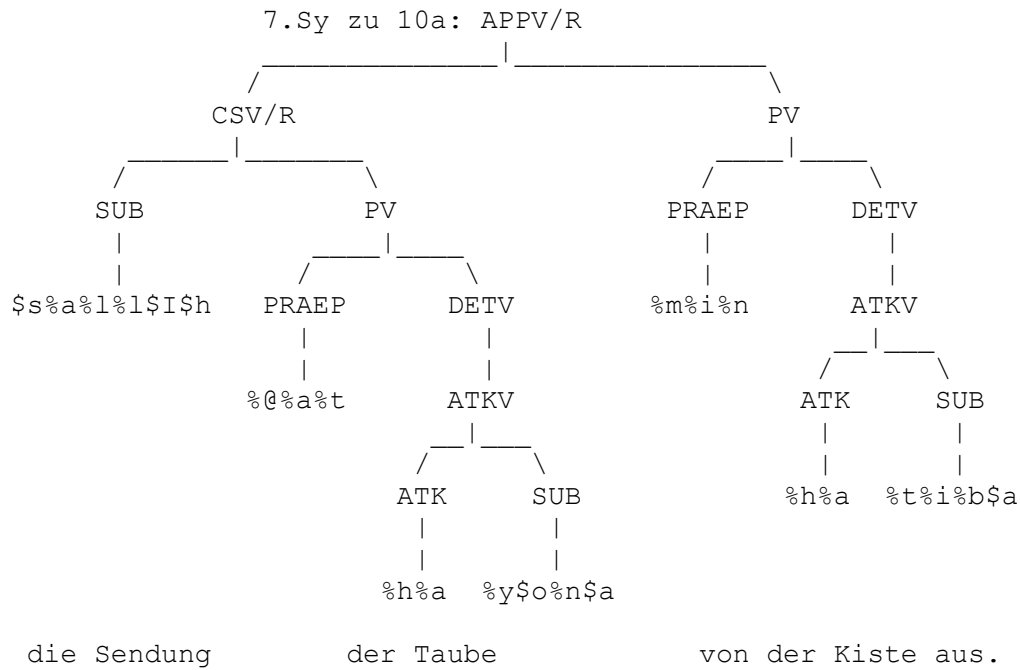 7.Sy zu 10a: APPV/R
CSV/R PV
SUB PV PRAEP DETV
$s%a%l%l$I$h PRAEP DETV %m%i%n ATKV
%@%a%t ATKV ATK SUB
ATK SUB %h%a %t%i%b$a
%h%a %y$o%n$a
die Sendung der Taube von der Kiste aus.